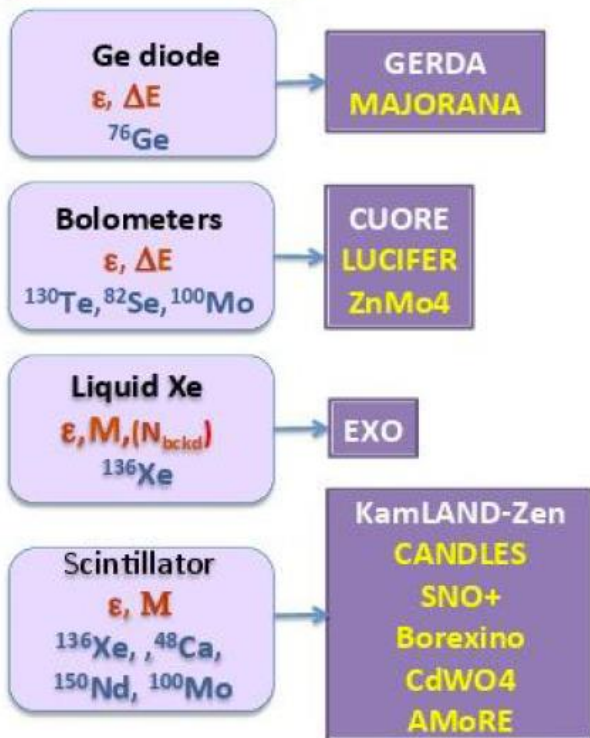 Ge diode
ε, ΔE
⁷⁶Ge
GERDA
MAJORANA
Bolometers
ε, ΔE
¹³⁰Te, ⁸²Se, ¹⁰⁰Mo
CUORE
LUCIFER
ZnMo4
Liquid Xe
ε, M, (N_bckd)
¹³⁶Xe
EXO
Scintillator
ε, M
¹³⁶Xe, , ⁴⁸Ca,
¹⁵⁰Nd, ¹⁰⁰Mo
KamLAND-Zen
CANDLES
SNO+
Borexino
CdWO4
AMoRE